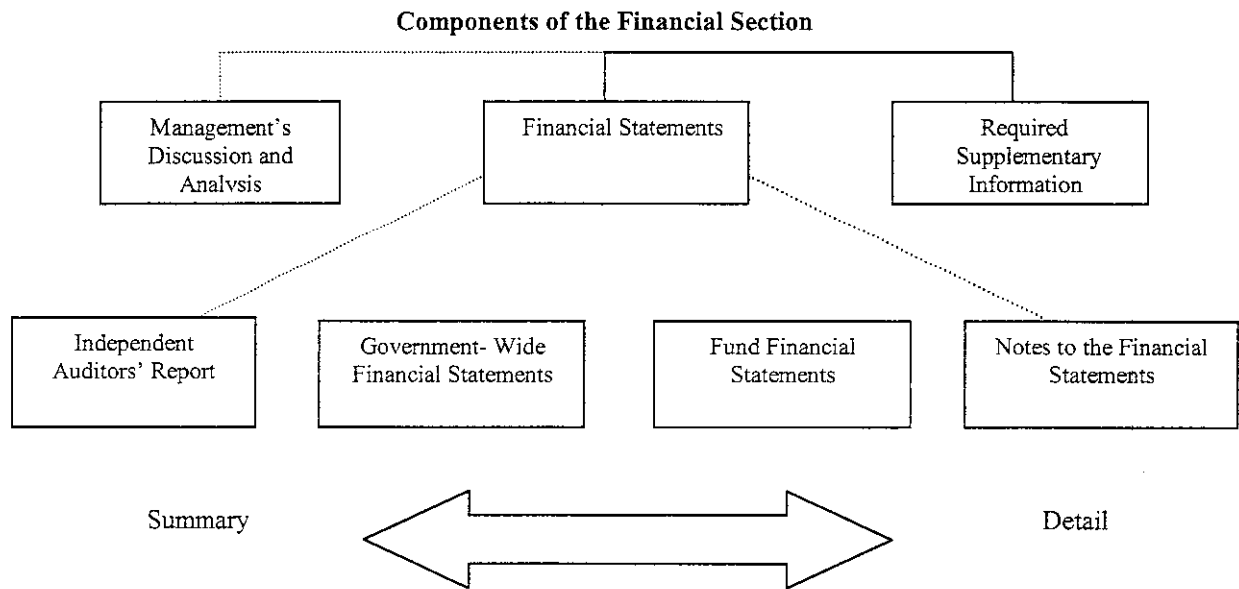 Components of the Financial Section
Management's
Discussion and
Analysis
Financial Statements
Required
Supplementary
Information
Independent
Auditors' Report
Government- Wide
Financial Statements
Fund Financial
Statements
Notes to the Financial
Statements
Summary
Detail